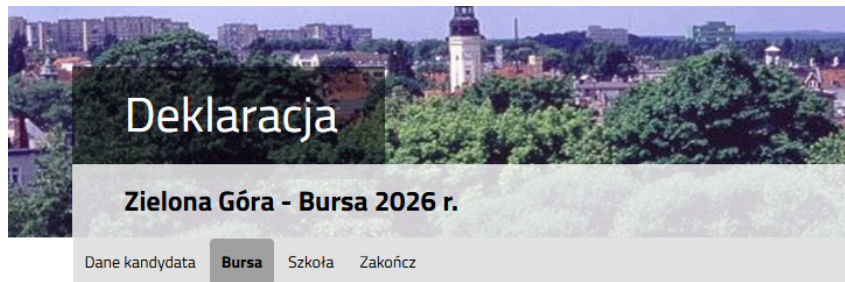 Deklaracja
Zielona Góra - Bursa 2026 r.
Dane kandydata Bursa Szkoła Zakończ